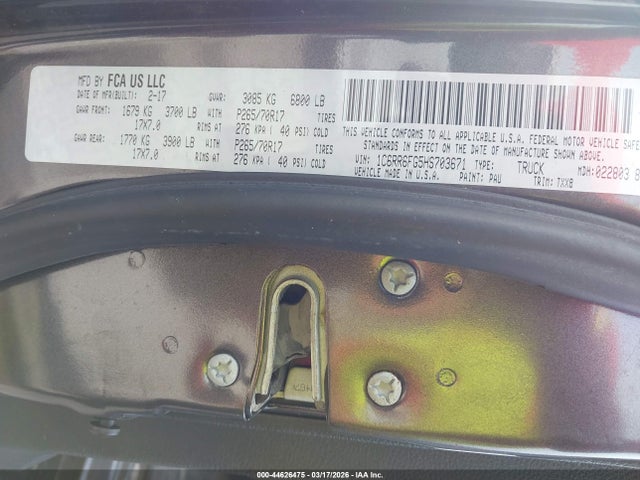 MFD BY FCA US LLC
DATE OF MFR(BUILT): 2-17 GVWR: 3085 KG 6800 LB
GAWR FRONT: 1679 KG 3700 LB WITH P265/70R17 TIRES
17X7.0 RIMS AT 276 KPA( 40 PSI) COLD
GAWR REAR: 1770 KG 3900 LB WITH P265/70R17 TIRES
17X7.0 RIMS AT 276 KPA( 40 PSI) COLD
THIS VEHICLE CONFORMS TO ALL APPLICABLE U.S.A. FEDERAL MOTOR VEHICLE SAFE
STANDARDS IN EFFECT ON THE DATE OF MANUFACTURE SHOWN ABOVE.
VIN: 1C6RR6FG5HS703671 TYPE: TRUCK MDH:022803 8
VEHICLE MADE IN U.S.A. PAINT: PAU TRIM: TXX8
000-44626475 - 03/17/2026 - IAA Inc.